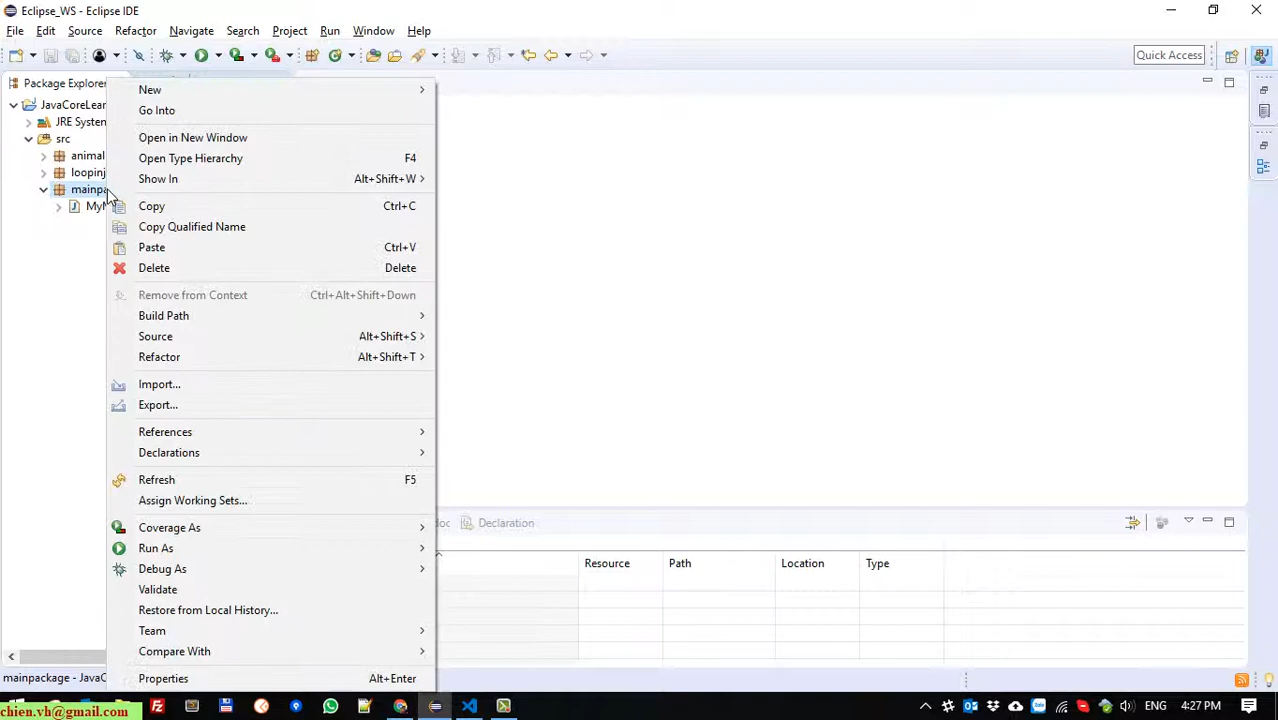 Eclipse_WS - Eclipse IDE
File Edit Source Refactor Navigate Search Project Run Window Help
Quick Access
Package Explorer
JavaCoreLear
JRE System
src
animal
loopinj
mainpa
MyM
New
Go Into
Open in New Window
Open Type Hierarchy F4
Show In Alt+Shift+W
Copy Ctrl+C
Copy Qualified Name
Paste Ctrl+V
Delete Delete
Remove from Context Ctrl+Alt+Shift+Down
Build Path
Source Alt+Shift+S
Refactor Alt+Shift+T
Import...
Export...
References
Declarations
Refresh F5
Assign Working Sets...
Coverage As
Run As
Debug As
Validate
Restore from Local History...
Team
Compare With
Properties Alt+Enter
doc Declaration
Resource Path Location Type
mainpackage - JavaC
chien.vh@gmail.com
ENG 4:27 PM